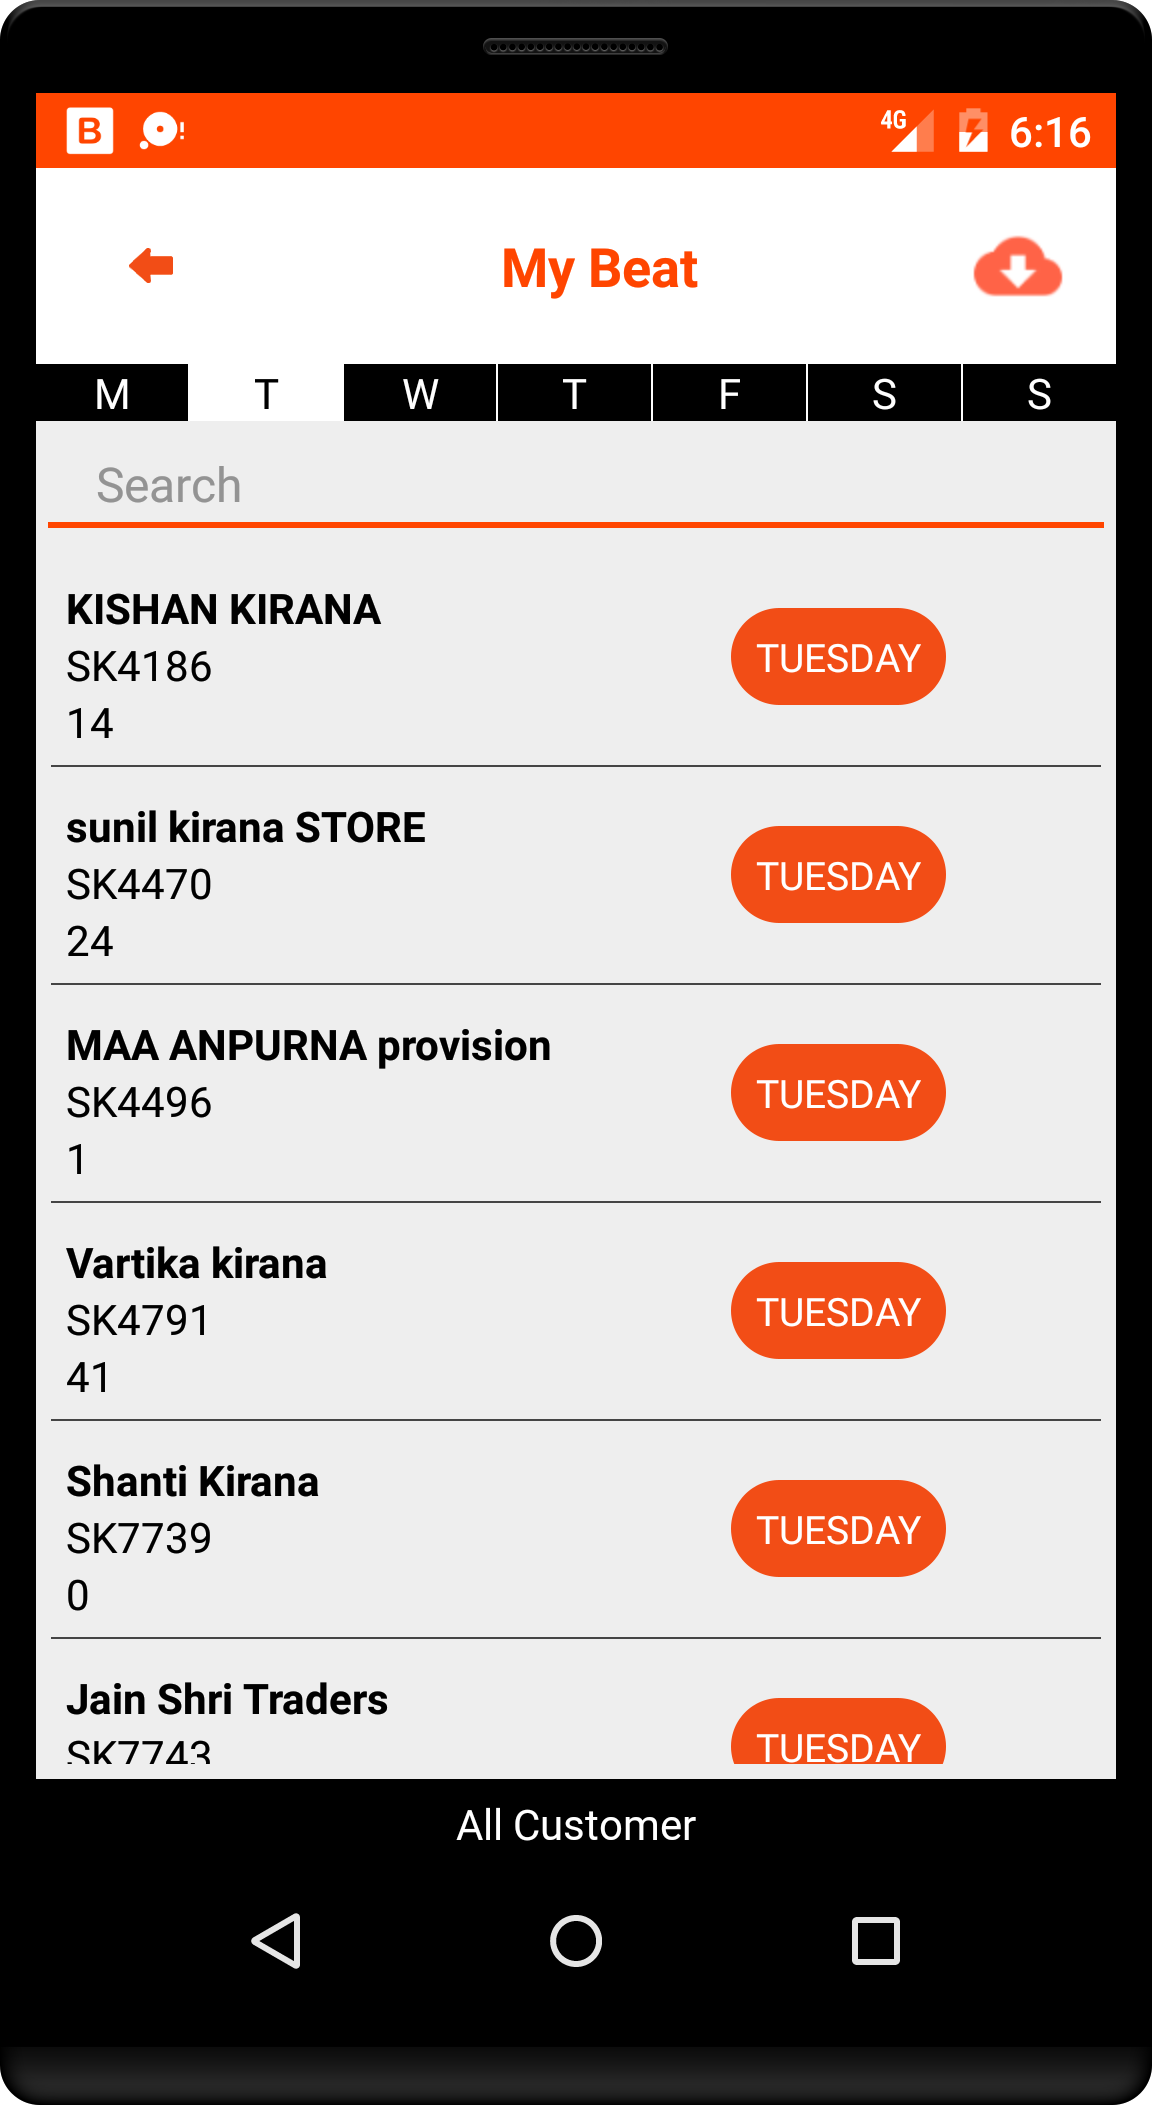 B
4G
6:16
My Beat
M T W T F S S
Search
KISHAN KIRANA
SK4186
14
TUESDAY
sunil kirana STORE
SK4470
24
TUESDAY
MAA ANPURNA provision
SK4496
1
TUESDAY
Vartika kirana
SK4791
41
TUESDAY
Shanti Kirana
SK7739
0
TUESDAY
Jain Shri Traders
SK7743
TUESDAY
All Customer